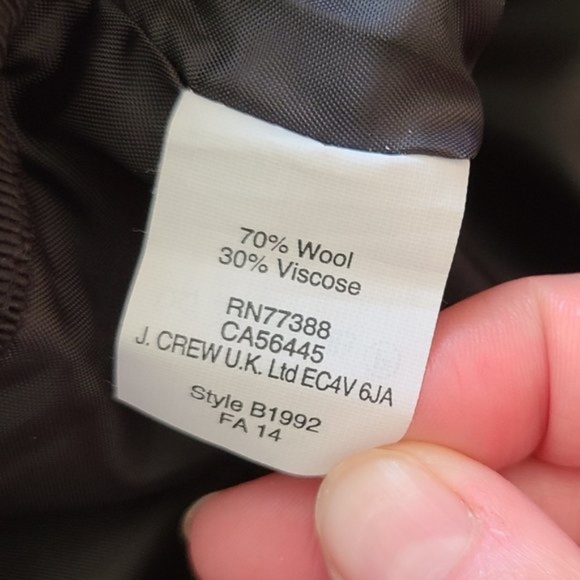 70% Wool
30% Viscose
RN77388
CA56445
J. CREW U.K. Ltd EC4V 6JA
Style B1992
FA 14